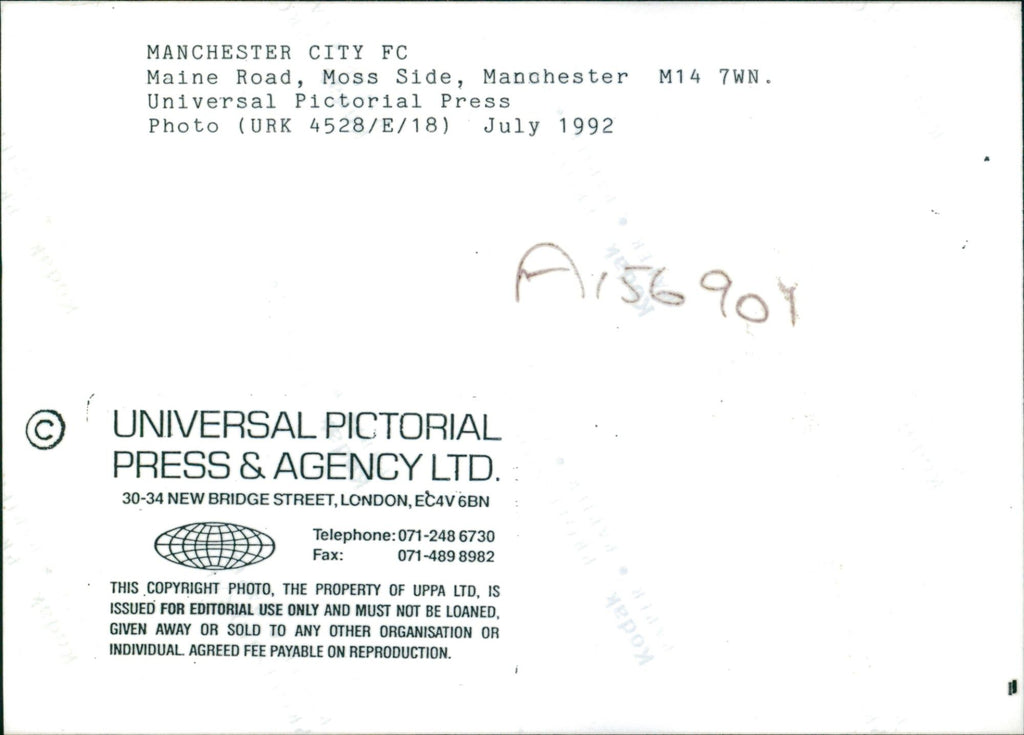 MANCHESTER CITY FC
Maine Road, Moss Side, Manchester M14 7WN.
Universal Pictorial Press
Photo (URK 4528/E/18) July 1992
A156901
© UNIVERSAL PICTORIAL
PRESS & AGENCY LTD.
30-34 NEW BRIDGE STREET, LONDON, EC4V 6BN
Telephone: 071-248 6730
Fax: 071-489 8982
THIS COPYRIGHT PHOTO, THE PROPERTY OF UPPA LTD, IS
ISSUED FOR EDITORIAL USE ONLY AND MUST NOT BE LOANED,
GIVEN AWAY OR SOLD TO ANY OTHER ORGANISATION OR
INDIVIDUAL. AGREED FEE PAYABLE ON REPRODUCTION.
Kodak
Kodak